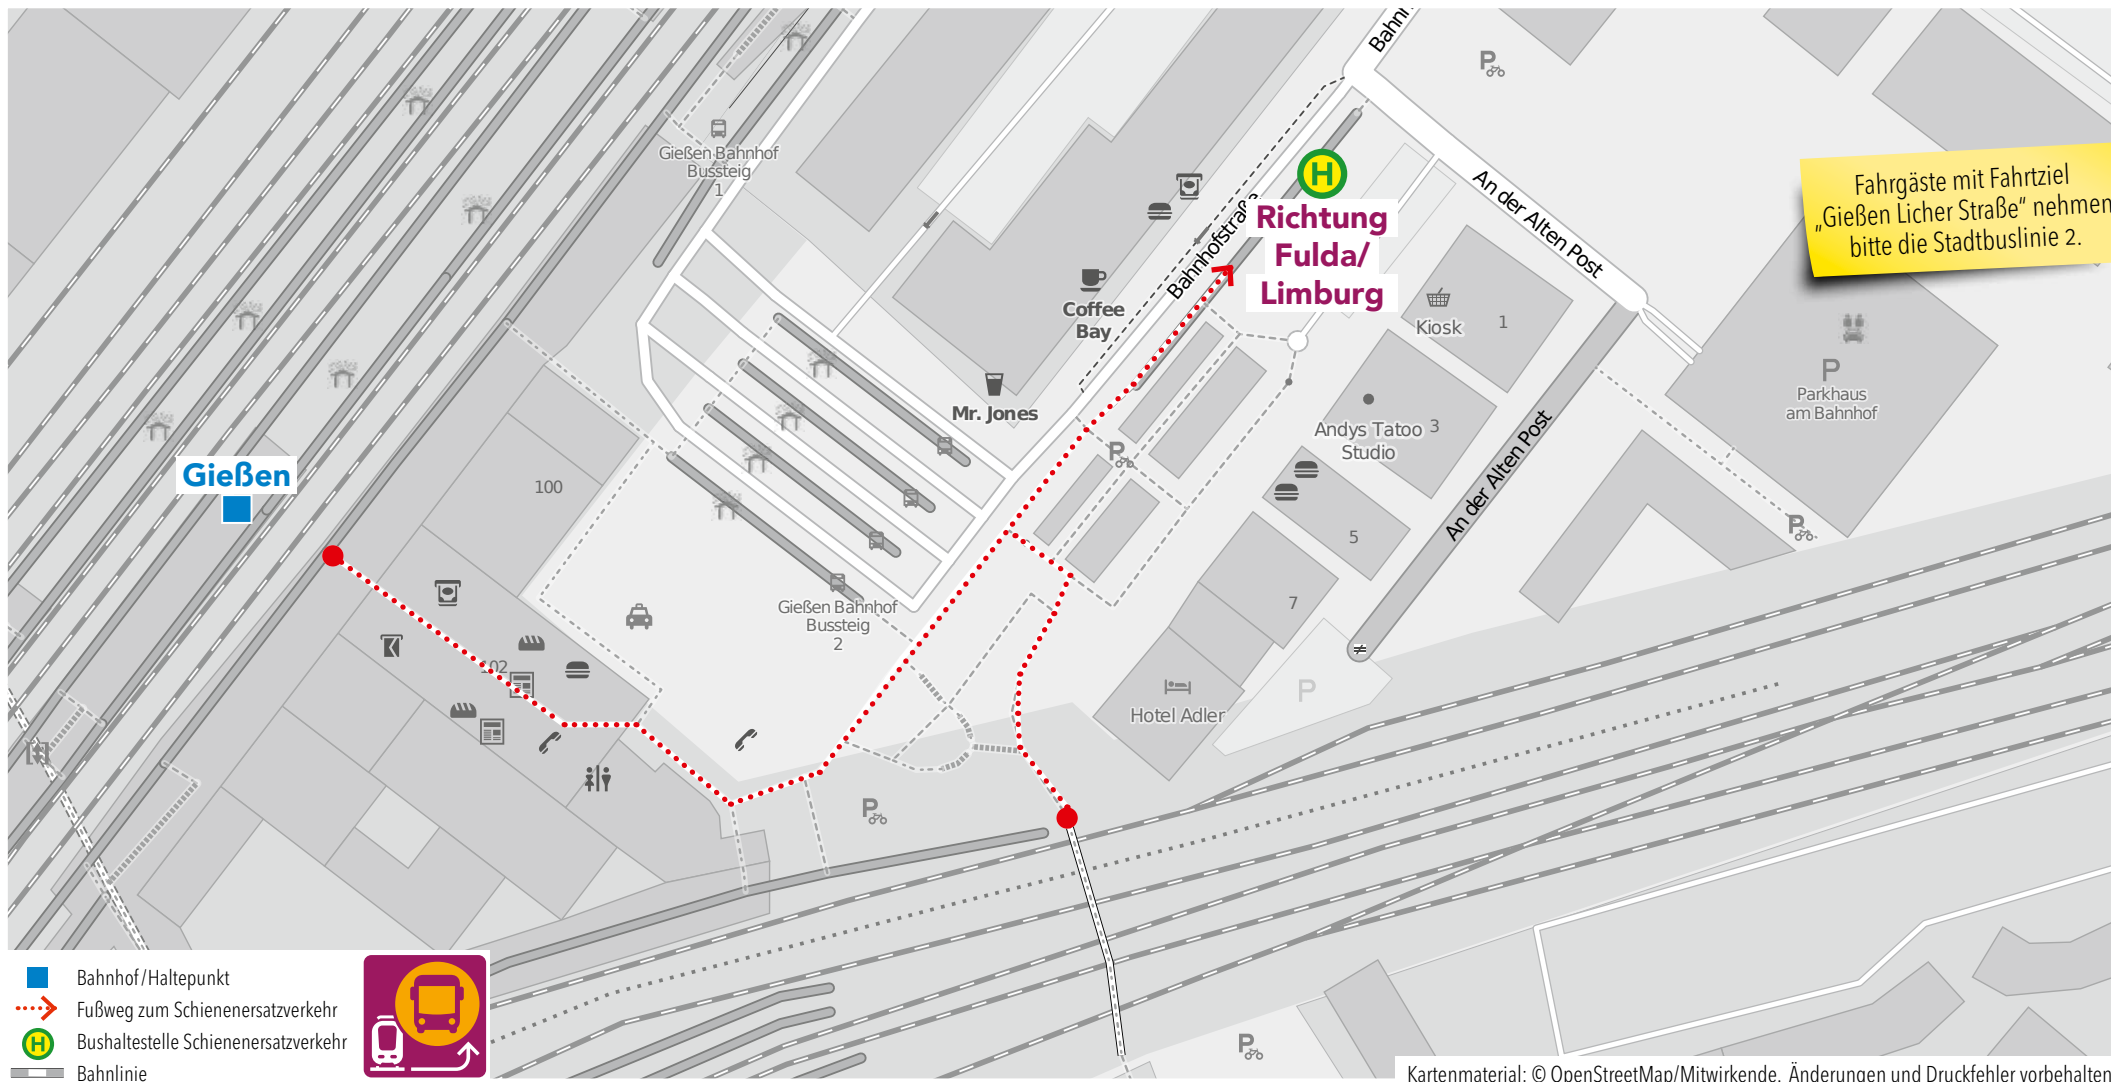 Bahnh
P
Gießen Bahnhof
Bussteig
1
An der Alten Post
Fahrgäste mit Fahrtziel
„Gießen Licher Straße“ nehmen
bitte die Stadtbuslinie 2.
H
Bahnhofstraße
Richtung
Fulda/
Limburg
Coffee
Bay
Kiosk
1
Mr. Jones
P
Parkhaus
am Bahnhof
Andys Tatoo
Studio
3
P
An der Alten Post
Gießen
100
5
P
7
Gießen Bahnhof
Bussteig
2
102
Hotel Adler
P
P
P
Bahnhof/Haltepunkt
Fußweg zum Schienenersatzverkehr
H
Bushaltestelle Schienenersatzverkehr
Bahnlinie
Kartenmaterial: © OpenStreetMap/Mitwirkende. Änderungen und Druckfehler vorbehalten